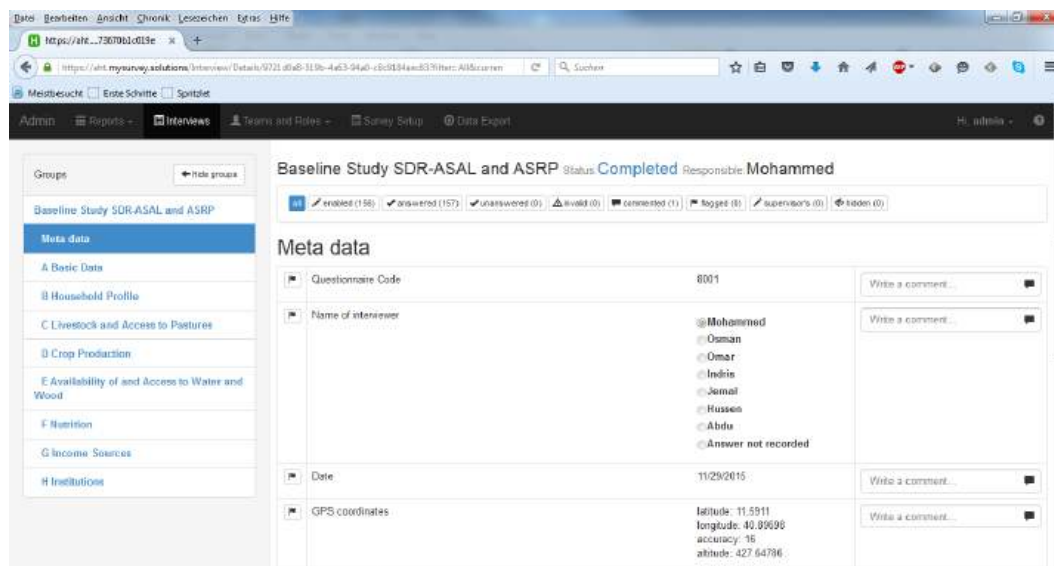 Datei Bearbeiten Ansicht Chronik Lesezeichen Extras Hilfe
https://aht...73670b1c019e × +
Suchen
Meistbesucht Erste Schritte Spritzlet
Admin Reports Interviews Teams and Roles Survey Setup Data Export Hi, admin
Groups Hide groups
Baseline Study SDR-ASAL and ASRP
Meta data
A Basic Data
B Household Profile
C Livestock and Access to Pastures
D Crop Production
E Availability of and Access to Water and
Wood
F Nutrition
G Income Sources
H Institutions
Baseline Study SDR-ASAL and ASRP Status Completed Responsible Mohammed
all enabled (156) answered (157) unanswered (0) invalid (0) commented (1) flagged (0) supervisor's (0) hidden (0)
Meta data
Questionnaire Code 8001 Write a comment...
Name of interviewer Mohammed Write a comment...
Osman
Omar
Indris
Jemal
Hussen
Abdu
Answer not recorded
Date 11/29/2015 Write a comment...
GPS coordinates latitude: 11.5911 Write a comment...
longitude: 40.89698
accuracy: 16
altitude: 427.64786